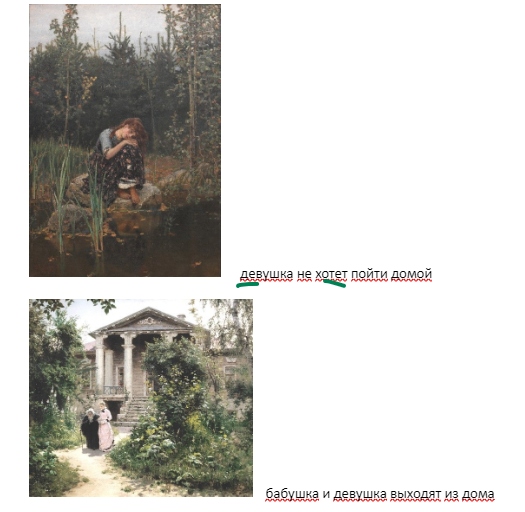 девушка не хотет пойти домой
бабушка и девушка выходят из дома